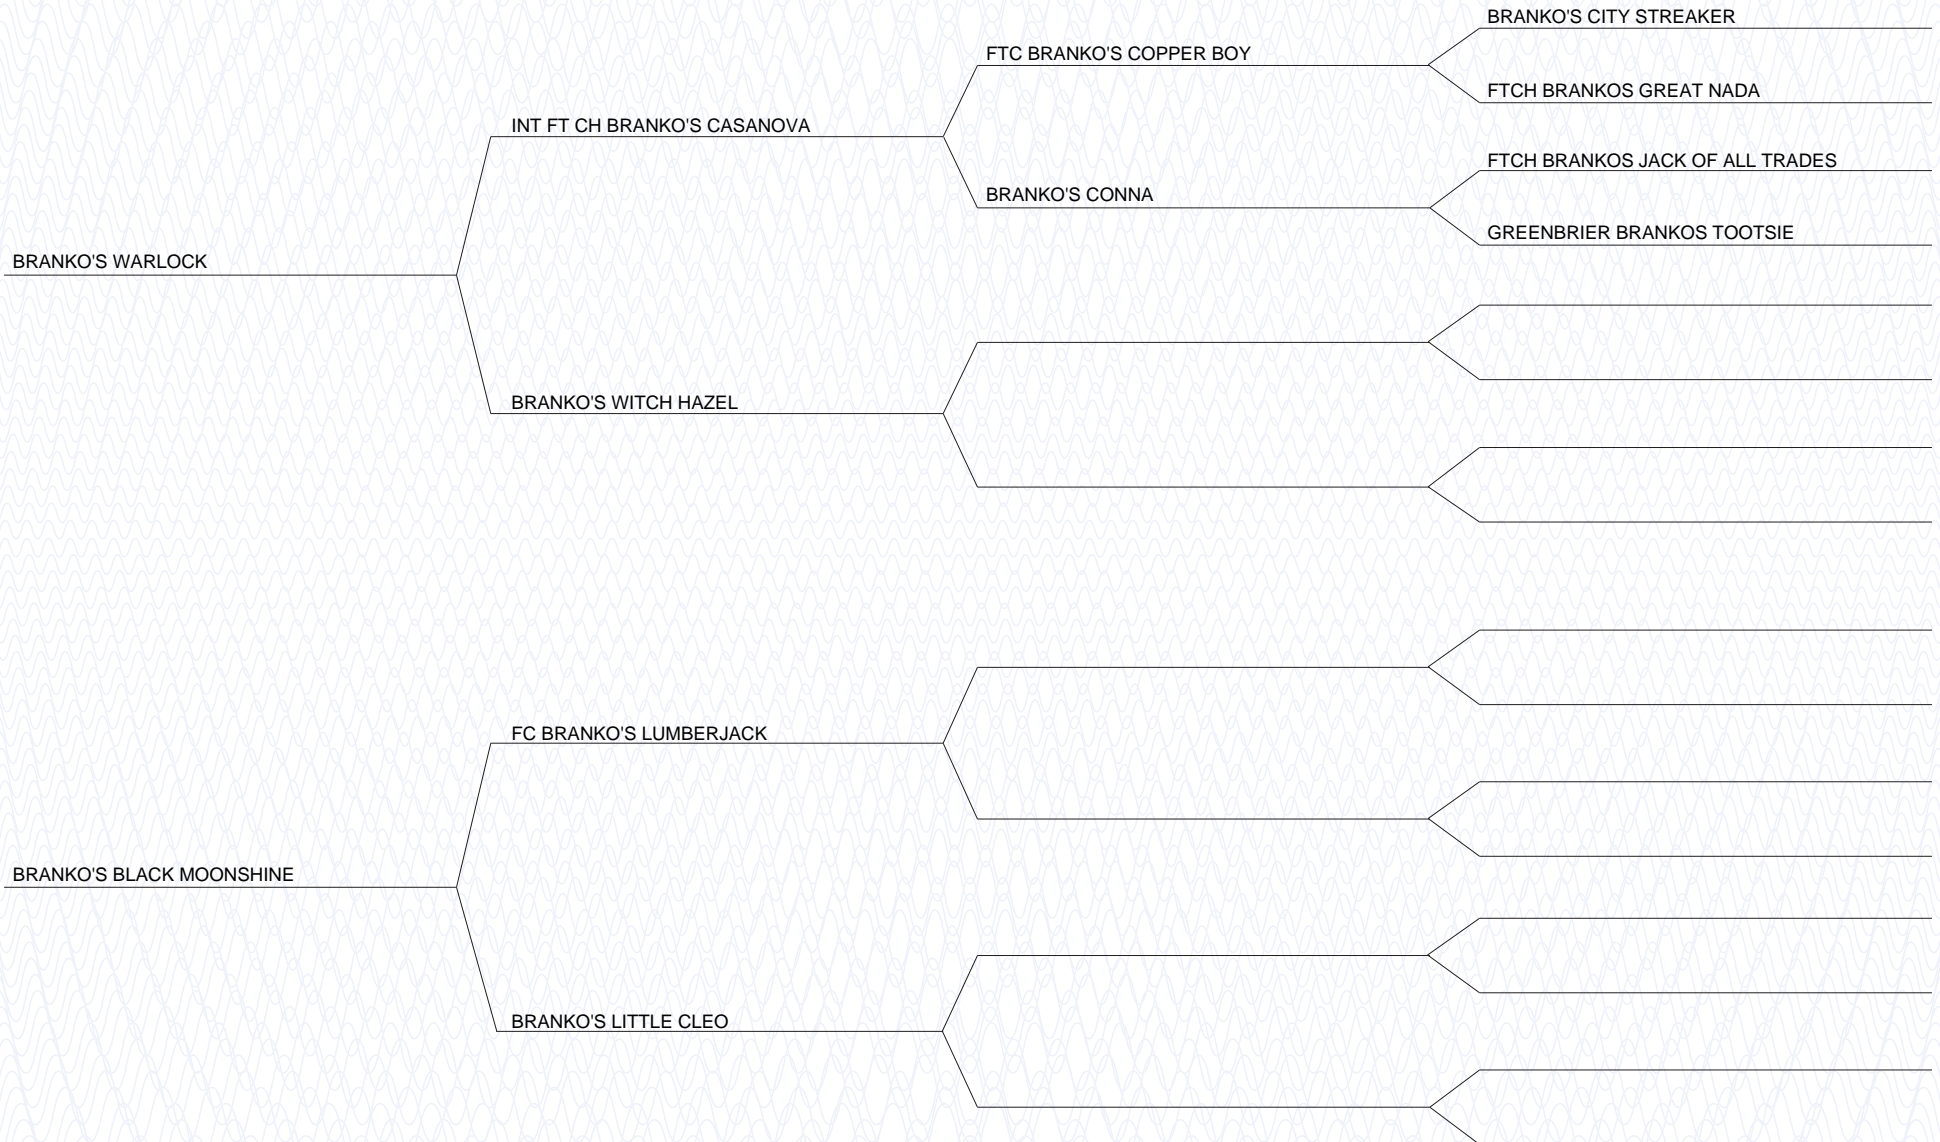 BRANKO'S CITY STREAKER
FTC BRANKO'S COPPER BOY
FTCH BRANKOS GREAT NADA
INT FT CH BRANKO'S CASANOVA
FTCH BRANKOS JACK OF ALL TRADES
BRANKO'S CONNA
GREENBRIER BRANKOS TOOTSIE
BRANKO'S WARLOCK
BRANKO'S WITCH HAZEL
FC BRANKO'S LUMBERJACK
BRANKO'S BLACK MOONSHINE
BRANKO'S LITTLE CLEO